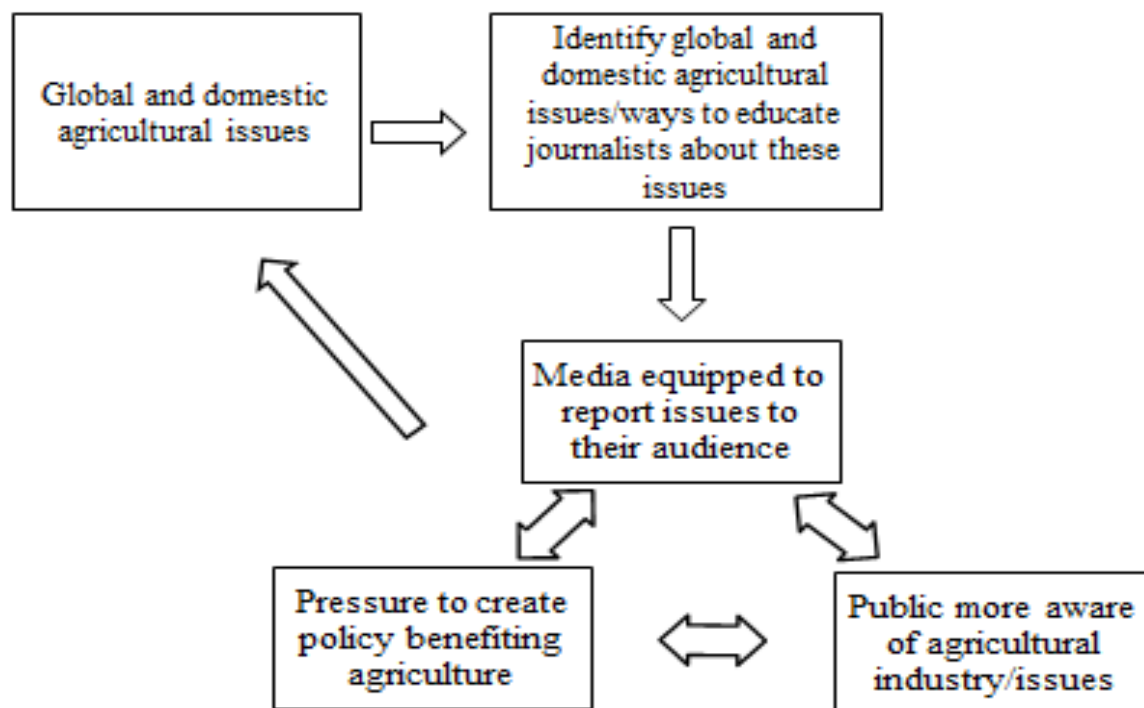 Global and domestic
agricultural issues
Identify global and
domestic agricultural
issues/ways to educate
journalists about these
issues
Media equipped to
report issues to
their audience
Pressure to create
policy benefiting
agriculture
Public more aware
of agricultural
industry/issues